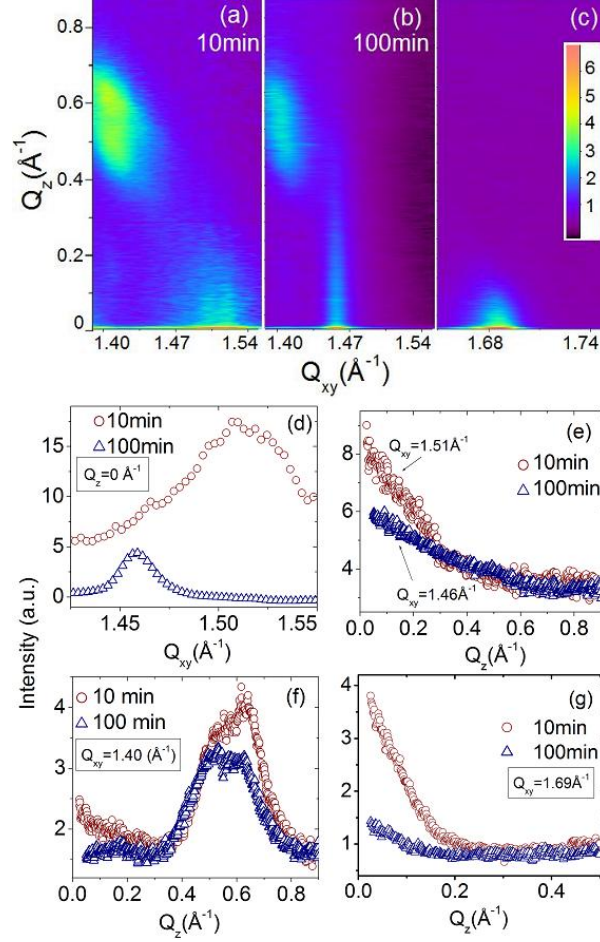 (a)
10min
(b)
100min
(c)
0.8
0.6
0.4
0.2
0
Q_z(Å⁻¹)
6
5
4
3
2
1
1.40 1.47 1.54 1.40 1.47 1.54 1.68 1.74
Q_xy(Å⁻¹)
(d)
10min
100min
Q_z=0 Å⁻¹
15
10
5
0
1.45 1.50 1.55
Q_xy(Å⁻¹)
(e)
Q_xy=1.51Å⁻¹
10min
100min
Q_xy=1.46Å⁻¹
8
6
4
0.0 0.2 0.4 0.6 0.8
Q_z(Å⁻¹)
Intensity (a.u.)
(f)
10 min
100 min
Q_xy=1.40 (Å⁻¹)
4
3
2
0.0 0.2 0.4 0.6 0.8
Q_z(Å⁻¹)
(g)
10min
100min
Q_xy=1.69Å⁻¹
4
3
2
1
0.0 0.2 0.4 0.6
Q_z(Å⁻¹)